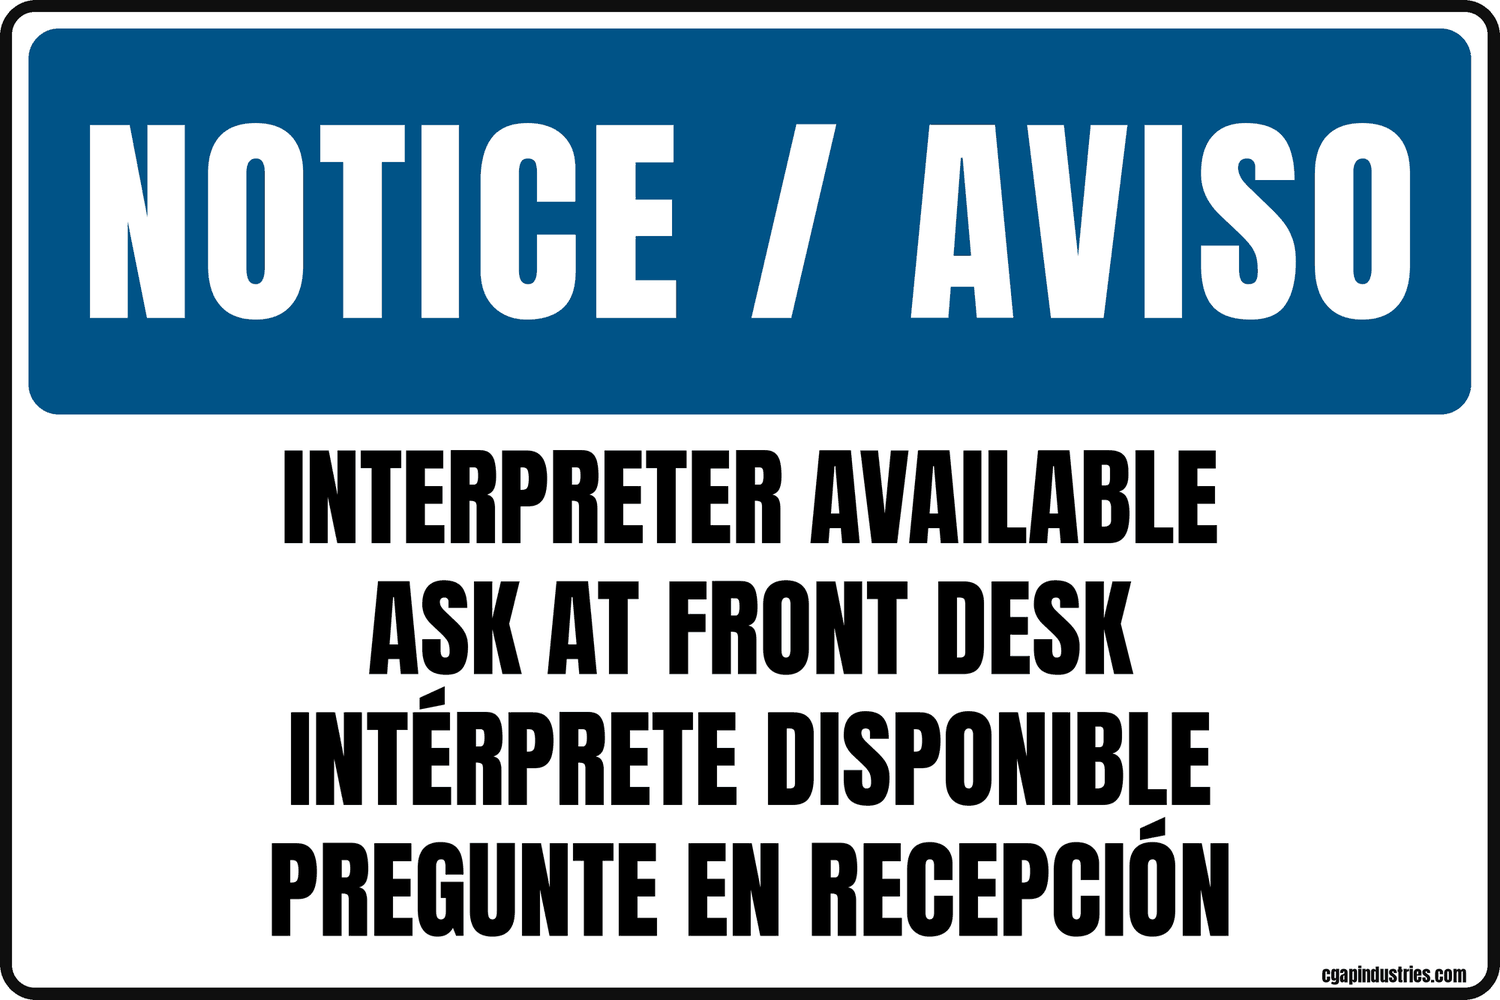 NOTICE / AVISO
INTERPRETER AVAILABLE
ASK AT FRONT DESK
INTÉRPRETE DISPONIBLE
PREGUNTE EN RECEPCIÓN
cgapindustries.com